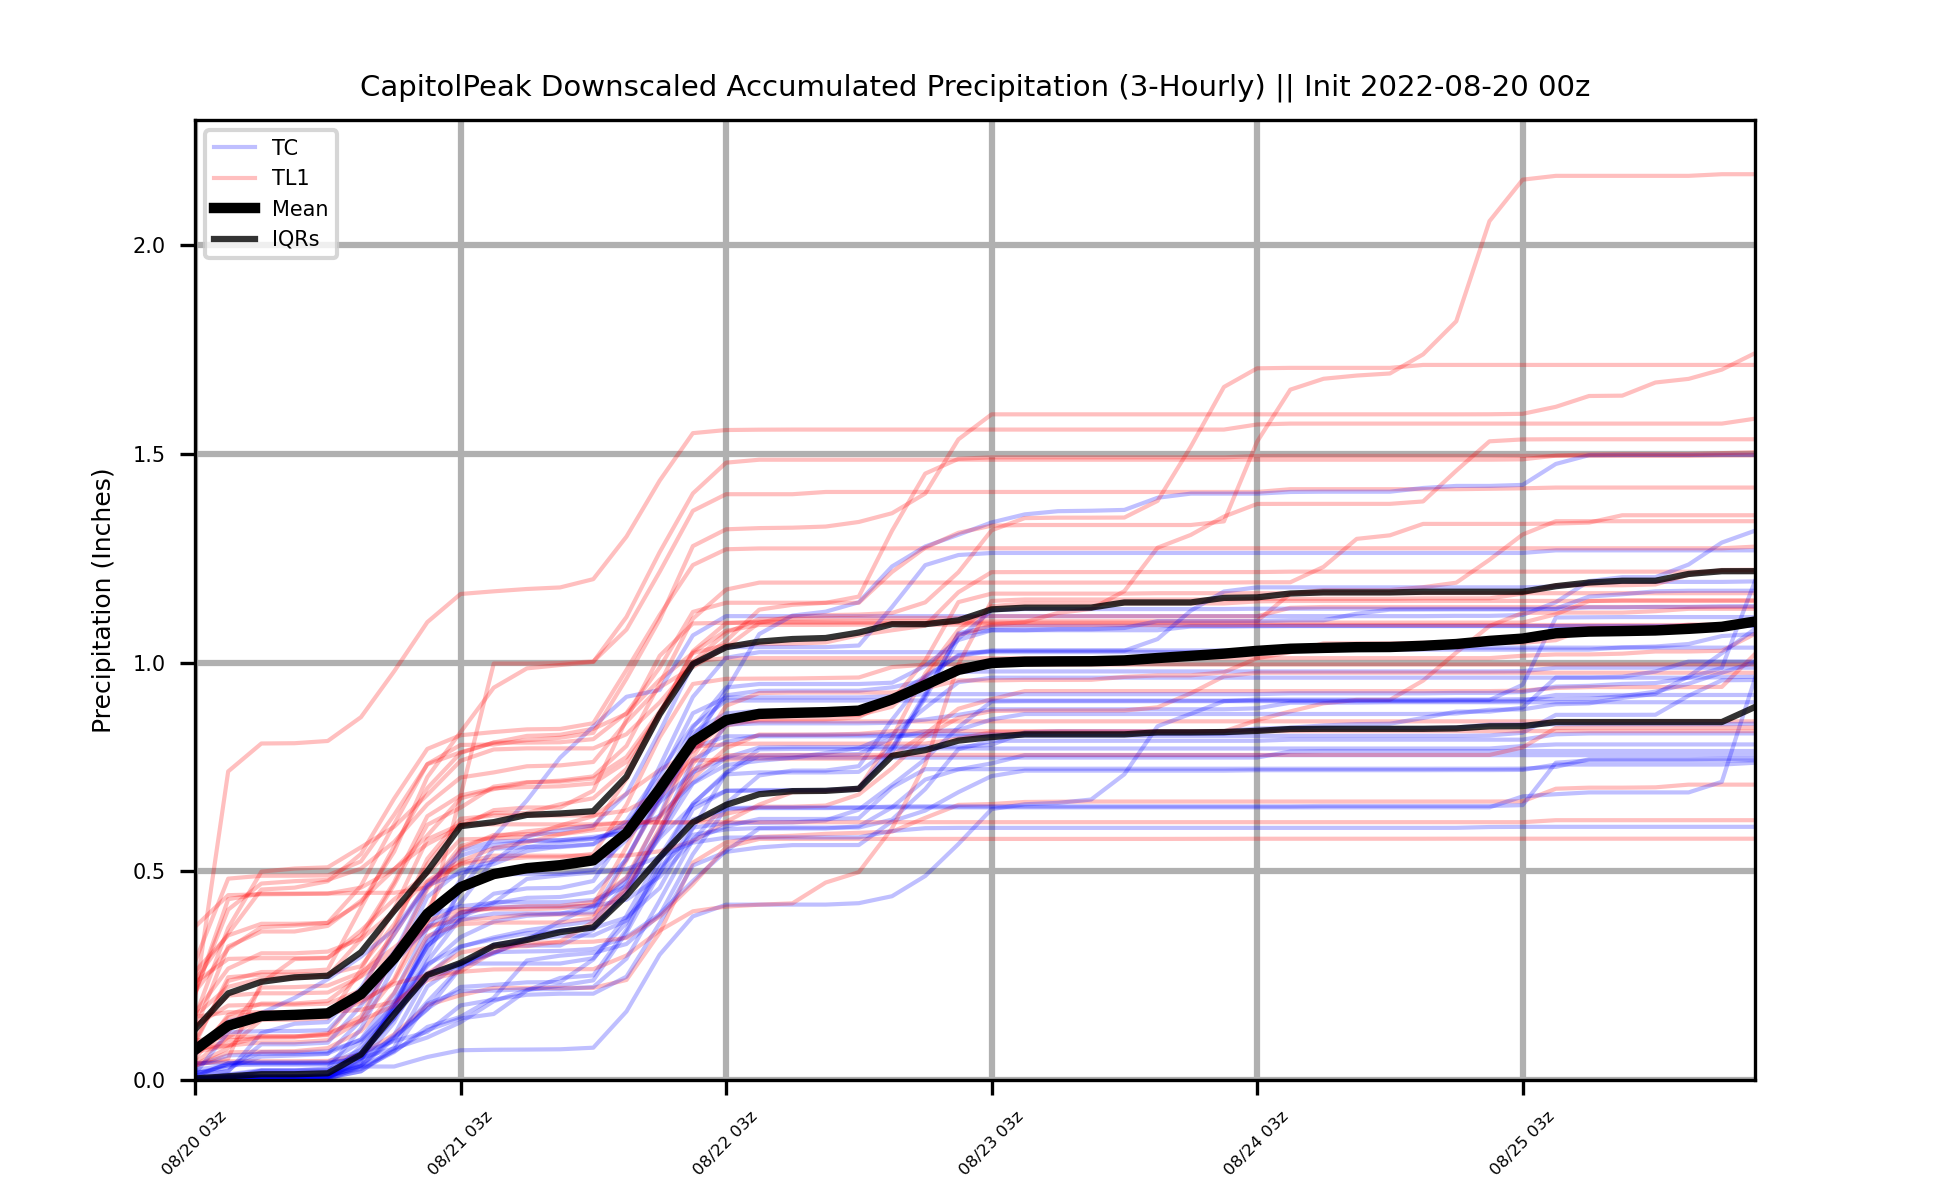 CapitolPeak Downscaled Accumulated Precipitation (3-Hourly) || Init 2022-08-20 00z
TC
TL1
Mean
IQRs
Precipitation (Inches)
2.0
1.5
1.0
0.5
0.0
08/20 03z
08/21 03z
08/22 03z
08/23 03z
08/24 03z
08/25 03z